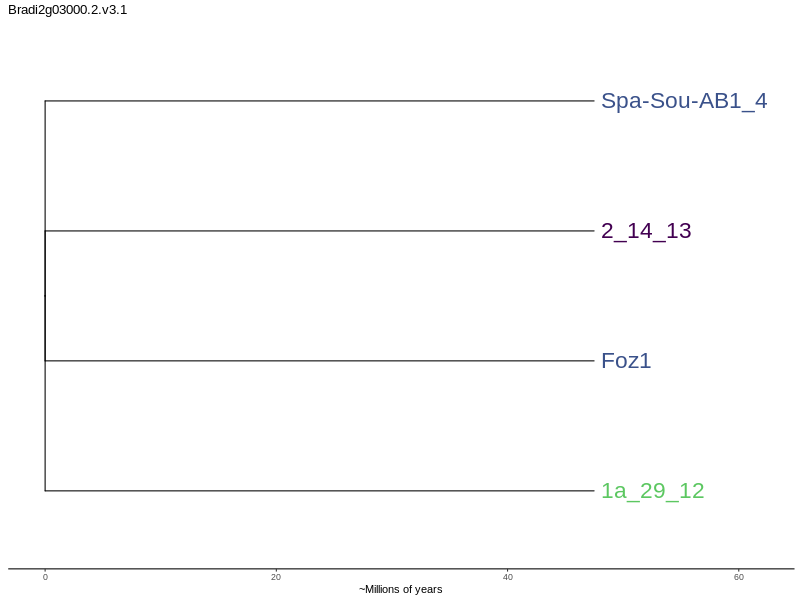 Bradi2g03000.2.v3.1
Spa-Sou-AB1_4
2_14_13
Foz1
1a_29_12
0 20 40 60
~Millions of years